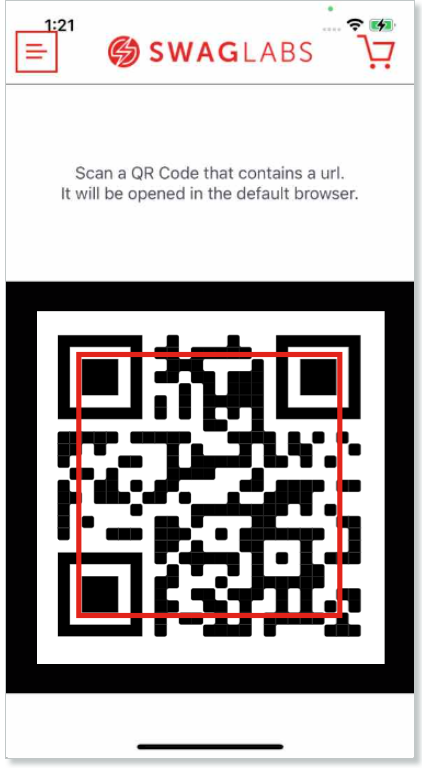 1:21
SWAGLABS
Scan a QR Code that contains a url.
It will be opened in the default browser.